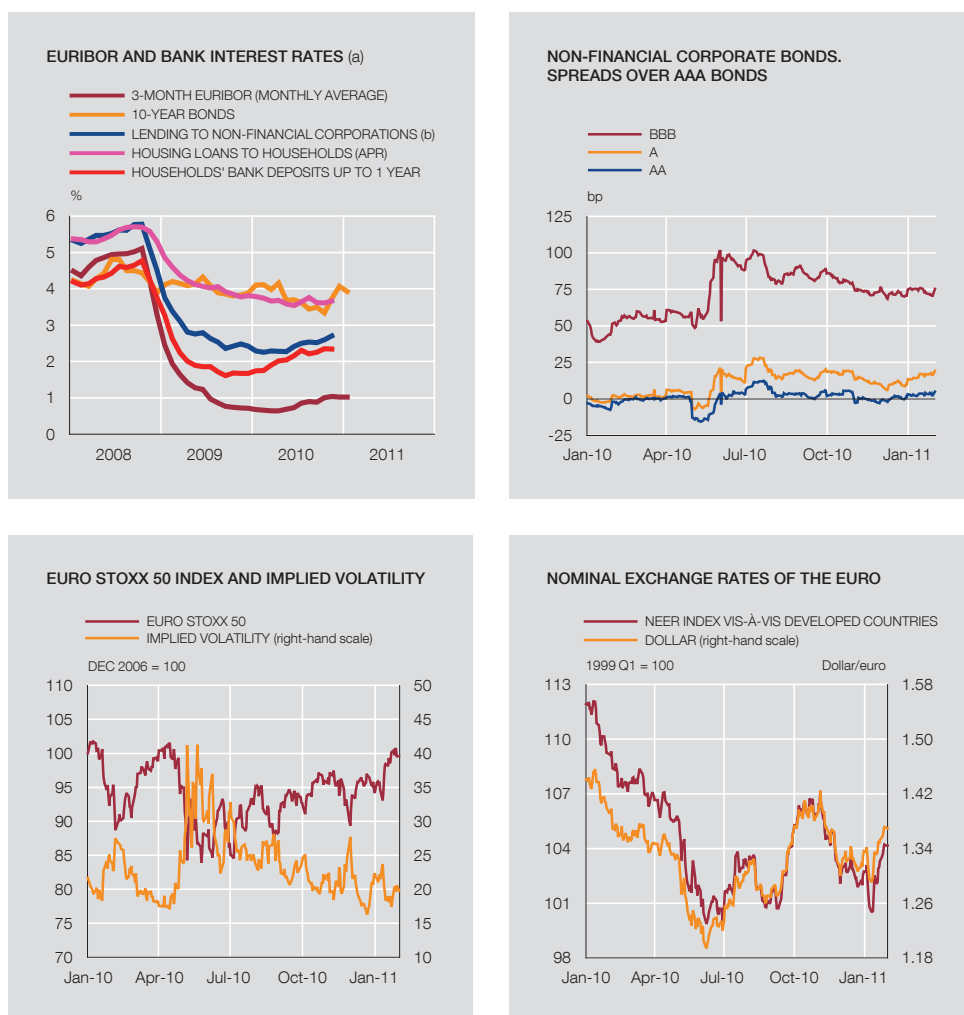 EURIBOR AND BANK INTEREST RATES (a)
3-MONTH EURIBOR (MONTHLY AVERAGE)
10-YEAR BONDS
LENDING TO NON-FINANCIAL CORPORATIONS (b)
HOUSING LOANS TO HOUSEHOLDS (APR)
HOUSEHOLDS' BANK DEPOSITS UP TO 1 YEAR
%
6
5
4
3
2
1
0
2008 2009 2010 2011
NON-FINANCIAL CORPORATE BONDS.
SPREADS OVER AAA BONDS
BBB
A
AA
bp
125
100
75
50
25
0
-25
Jan-10 Apr-10 Jul-10 Oct-10 Jan-11
EURO STOXX 50 INDEX AND IMPLIED VOLATILITY
EURO STOXX 50
IMPLIED VOLATILITY (right-hand scale)
DEC 2006 = 100
110 50
105 45
100 40
95 35
90 30
85 25
80 20
75 15
70 10
Jan-10 Apr-10 Jul-10 Oct-10 Jan-11
NOMINAL EXCHANGE RATES OF THE EURO
NEER INDEX VIS-À-VIS DEVELOPED COUNTRIES
DOLLAR (right-hand scale)
1999 Q1 = 100 Dollar/euro
113 1.58
110 1.50
107 1.42
104 1.34
101 1.26
98 1.18
Jan-10 Apr-10 Jul-10 Oct-10 Jan-11